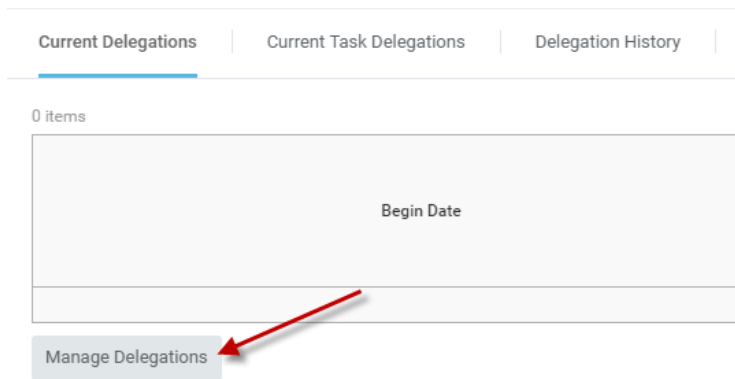 Current Delegations
Current Task Delegations
Delegation History
0 items
Begin Date
Manage Delegations